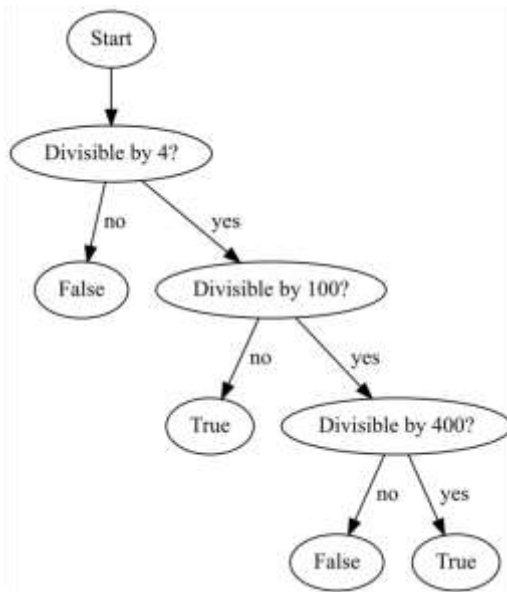 Start
Divisible by 4?
no
yes
False
Divisible by 100?
no
yes
True
Divisible by 400?
no
yes
False
True